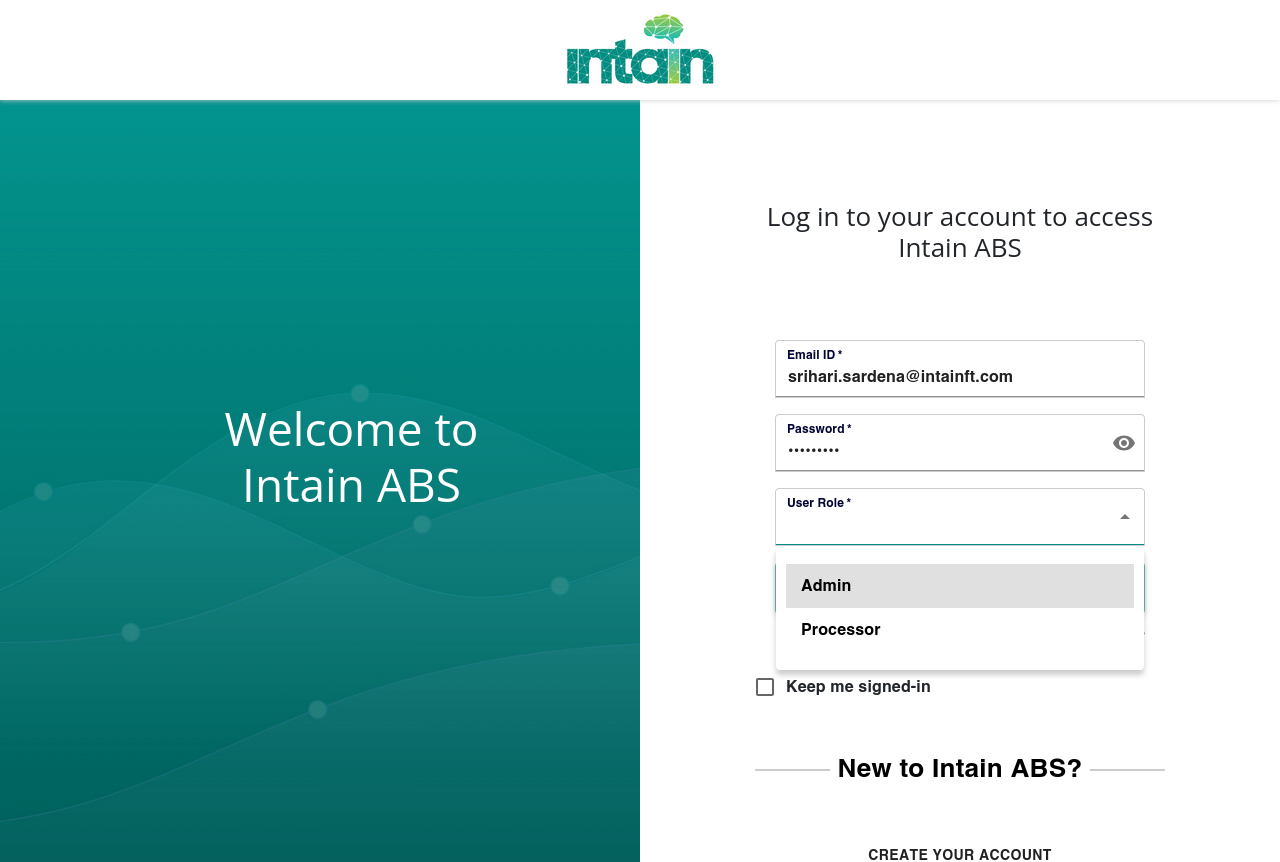 intain
Log in to your account to access
Intain ABS
Welcome to
Intain ABS
Email ID *
srihari.sardena@intainft.com
Password *
•••••••••
User Role *
Admin
Processor
Keep me signed-in
New to Intain ABS?
CREATE YOUR ACCOUNT